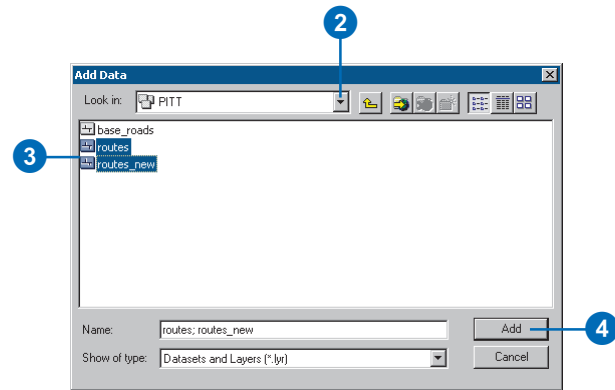 2
Add Data
Look in: PITT
base_roads
routes
3
routes_new
Name: routes; routes_new
Add
4
Show of type: Datasets and Layers (*.lyr)
Cancel